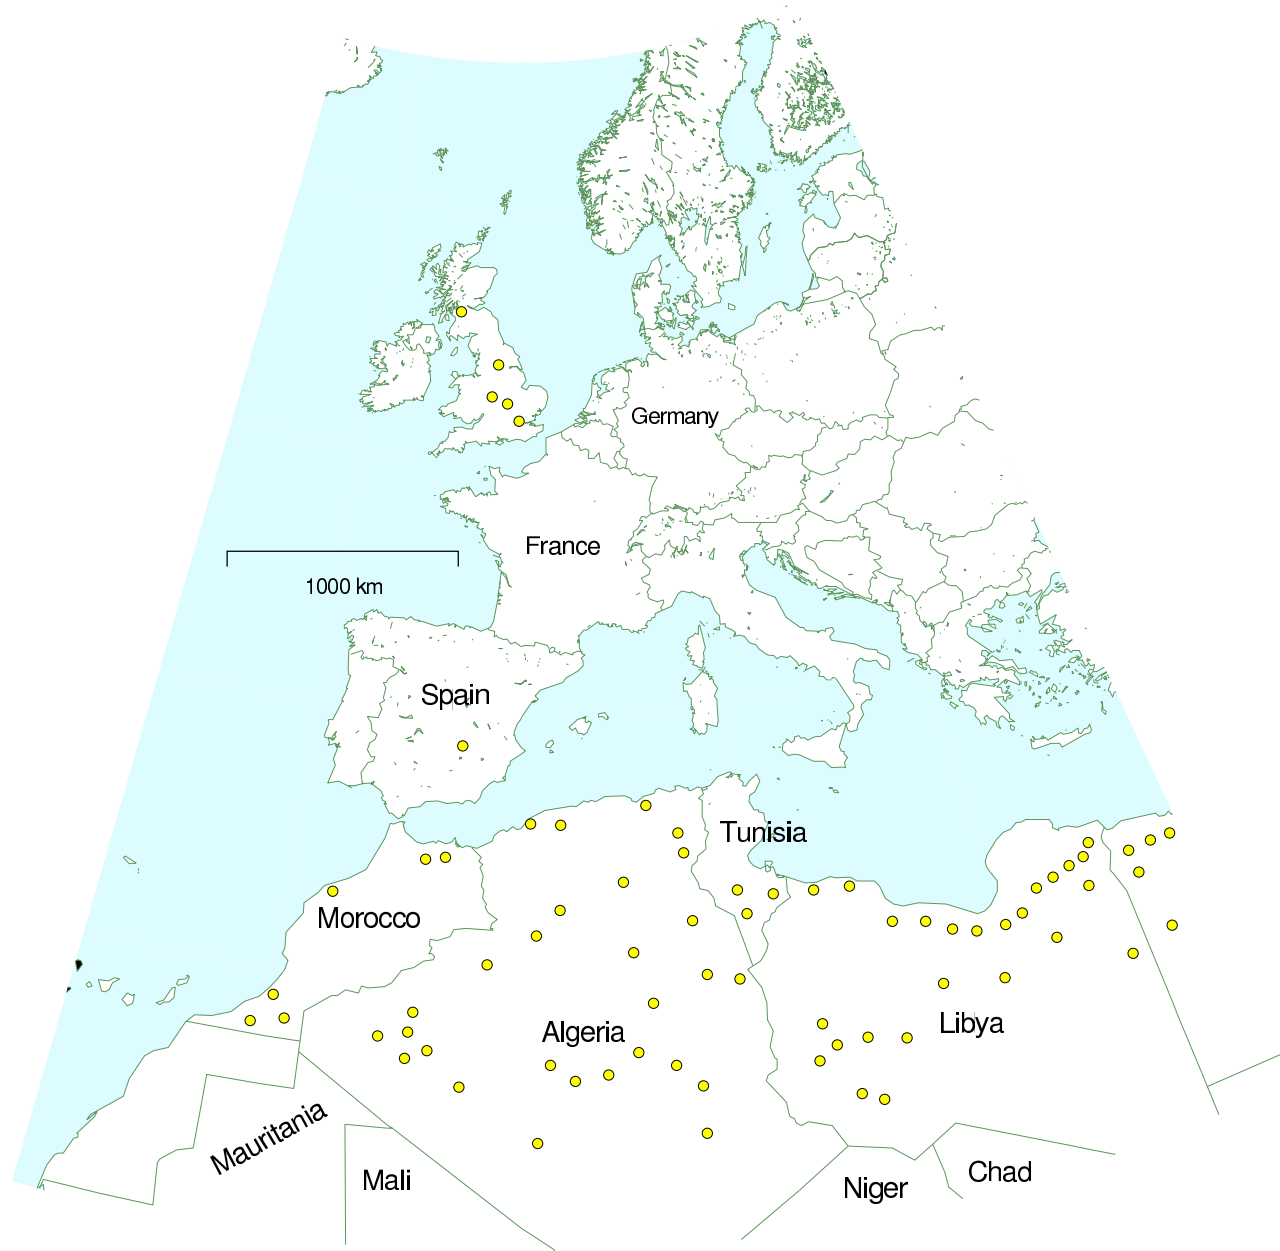 Germany
France
1000 km
Spain
Tunisia
Morocco
Libya
Algeria
Mauritania
Mali
Chad
Niger